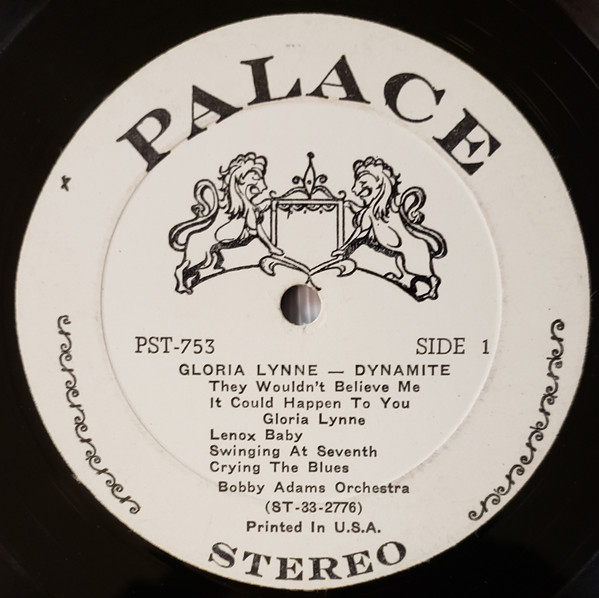 PALACE
PST-753 SIDE 1
GLORIA LYNNE — DYNAMITE
They Wouldn't Believe Me
It Could Happen To You
Gloria Lynne
Lenox Baby
Swinging At Seventh
Crying The Blues
Bobby Adams Orchestra
(ST-33-2776)
Printed In U.S.A.
STEREO